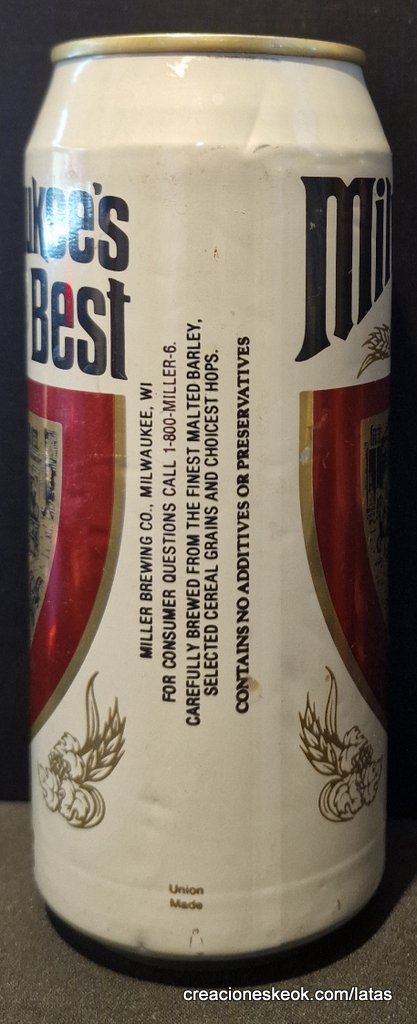 Best
MILLER BREWING CO., MILWAUKEE, WI
FOR CONSUMER QUESTIONS CALL 1-800-MILLER-6.
CAREFULLY BREWED FROM THE FINEST MALTED BARLEY,
SELECTED CEREAL GRAINS AND CHOICEST HOPS.
CONTAINS NO ADDITIVES OR PRESERVATIVES
Union
Made
creacioneskeok.com/latas